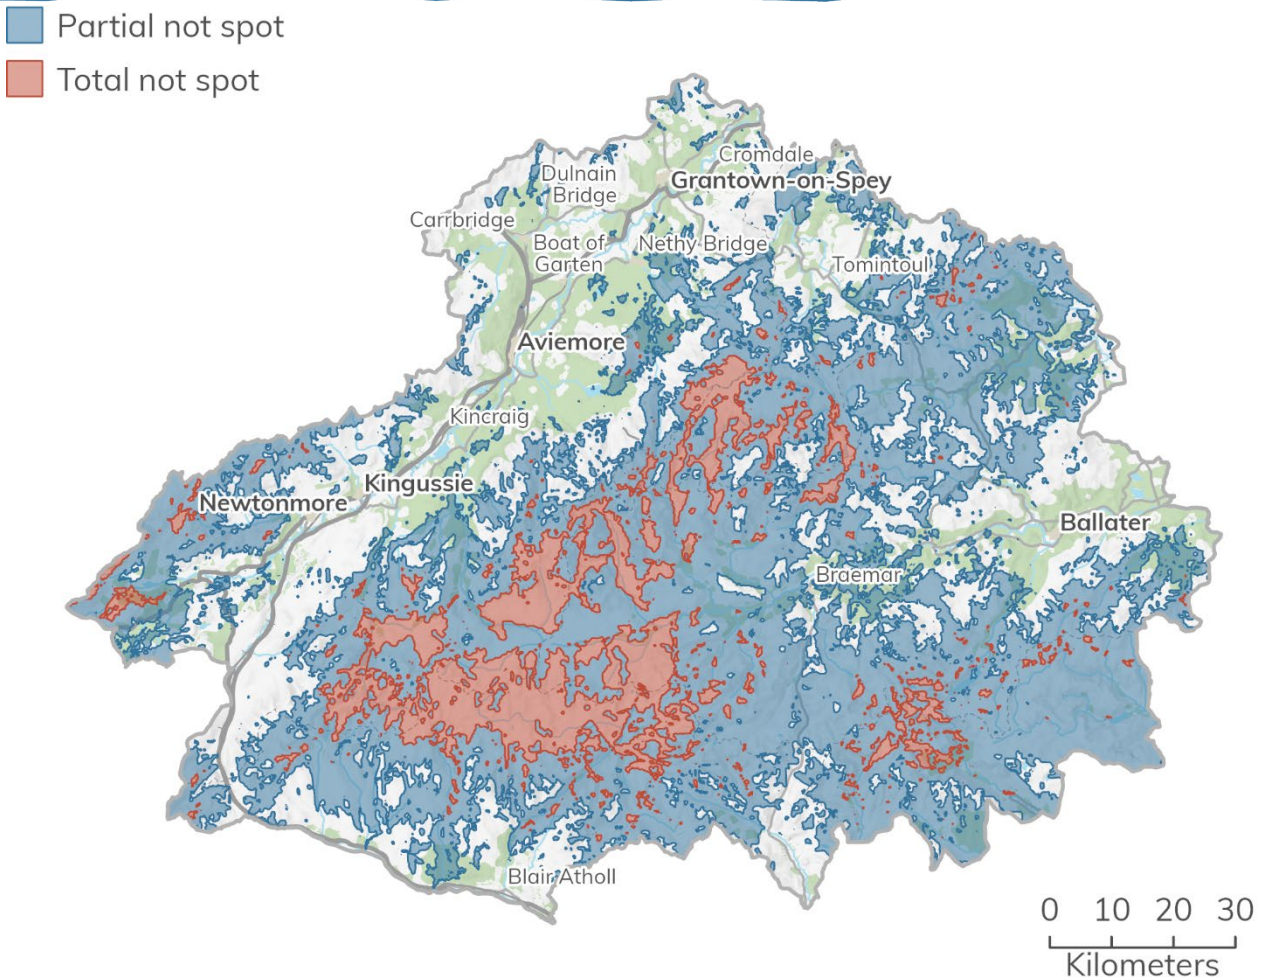 Partial not spot
Total not spot
Cromdale
Dulnain
Bridge
Grantown-on-Spey
Carrbridge
Boat of
Garten
Nethy Bridge
Tomintoul
Aviemore
Kincraig
Kingussie
Newtonmore
Ballater
Braemar
Blair Atholl
0 10 20 30
Kilometers